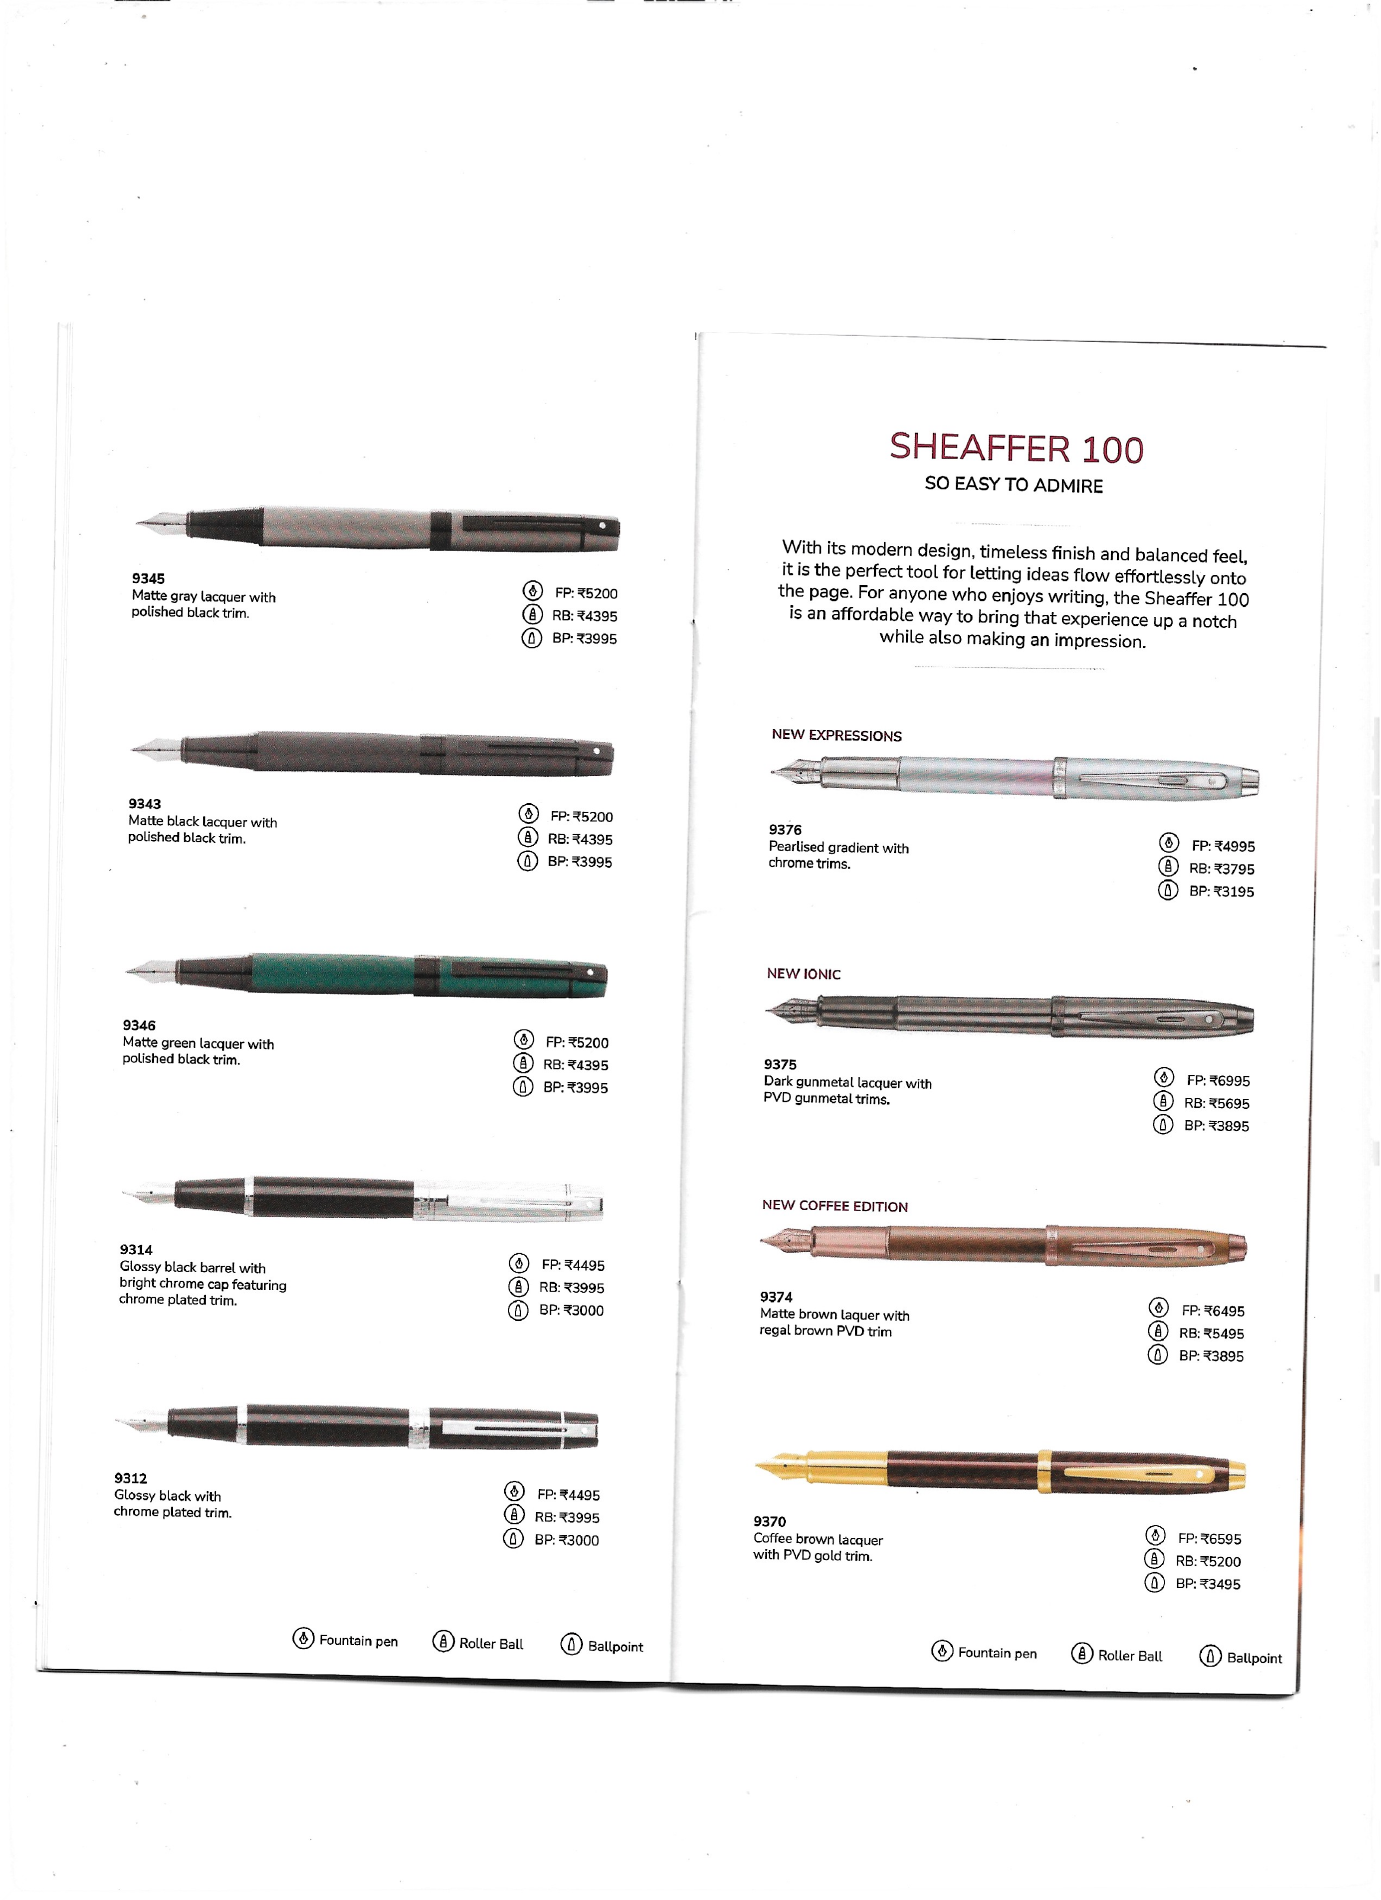 9345
Matte gray lacquer with
polished black trim.
FP: ₹5200
RB: ₹4395
BP: ₹3995
9343
Matte black lacquer with
polished black trim.
FP: ₹5200
RB: ₹4395
BP: ₹3995
9346
Matte green lacquer with
polished black trim.
FP: ₹5200
RB: ₹4395
BP: ₹3995
9314
Glossy black barrel with
bright chrome cap featuring
chrome plated trim.
FP: ₹4495
RB: ₹3995
BP: ₹3000
9312
Glossy black with
chrome plated trim.
FP: ₹4495
RB: ₹3995
BP: ₹3000
Fountain pen Roller Ball Ballpoint
SHEAFFER 100
SO EASY TO ADMIRE
With its modern design, timeless finish and balanced feel,
it is the perfect tool for letting ideas flow effortlessly onto
the page. For anyone who enjoys writing, the Sheaffer 100
is an affordable way to bring that experience up a notch
while also making an impression.
NEW EXPRESSIONS
9376
Pearlised gradient with
chrome trims.
FP: ₹4995
RB: ₹3795
BP: ₹3195
NEW IONIC
9375
Dark gunmetal lacquer with
PVD gunmetal trims.
FP: ₹6995
RB: ₹5695
BP: ₹3895
NEW COFFEE EDITION
9374
Matte brown laquer with
regal brown PVD trim
FP: ₹6495
RB: ₹5495
BP: ₹3895
9370
Coffee brown lacquer
with PVD gold trim.
FP: ₹6595
RB: ₹5200
BP: ₹3495
Fountain pen Roller Ball Ballpoint